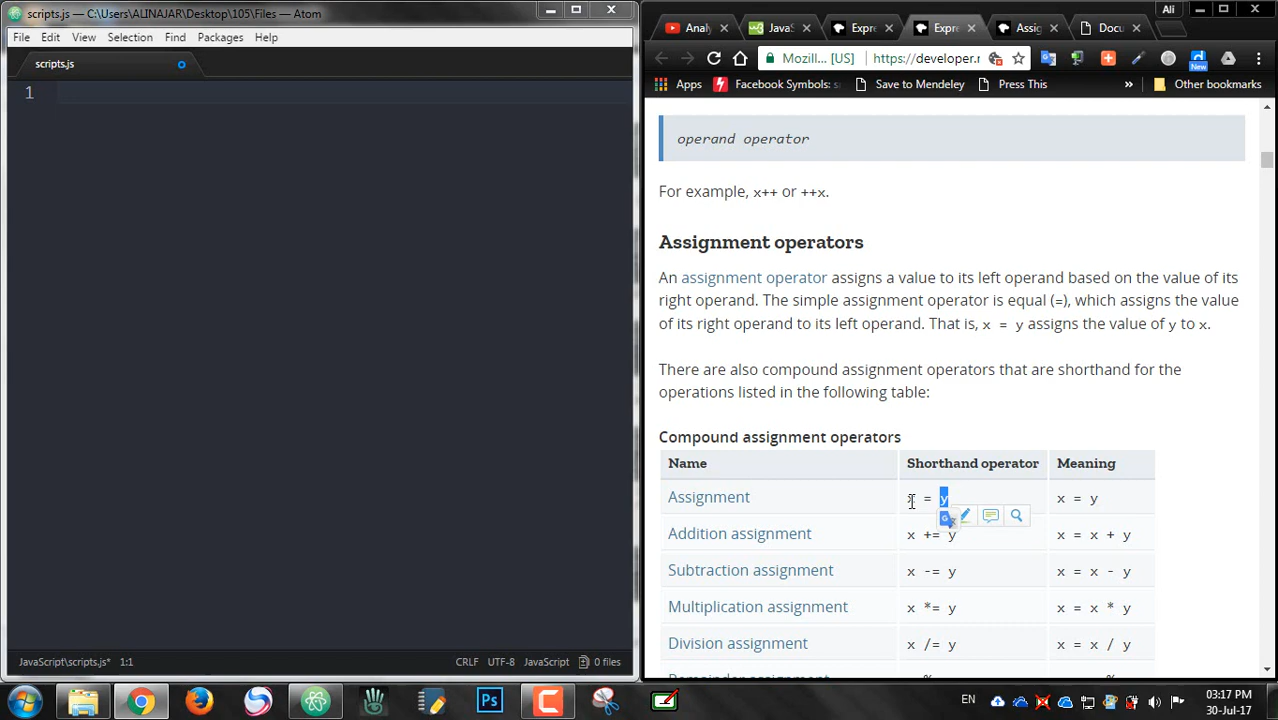 scripts.js — C:\Users\ALINAJAR\Desktop\105\Files — Atom
File Edit View Selection Find Packages Help
scripts.js
1
JavaScript\scripts.js* 1:1 CRLF UTF-8 JavaScript 0 files
Ali
Analy JavaS Expre Expre Assig Docu
Mozill... [US] https://developer.r
New
Apps Facebook Symbols: Save to Mendeley Press This » Other bookmarks
operand operator
For example, x++ or ++x.
Assignment operators
An assignment operator assigns a value to its left operand based on the value of its
right operand. The simple assignment operator is equal (=), which assigns the value
of its right operand to its left operand. That is, x = y assigns the value of y to x.
There are also compound assignment operators that are shorthand for the
operations listed in the following table:
Compound assignment operators
Name Shorthand operator Meaning
Assignment x = y x = y
Addition assignment x += y x = x + y
Subtraction assignment x -= y x = x - y
Multiplication assignment x *= y x = x * y
Division assignment x /= y x = x / y
EN 03:17 PM
30-Jul-17